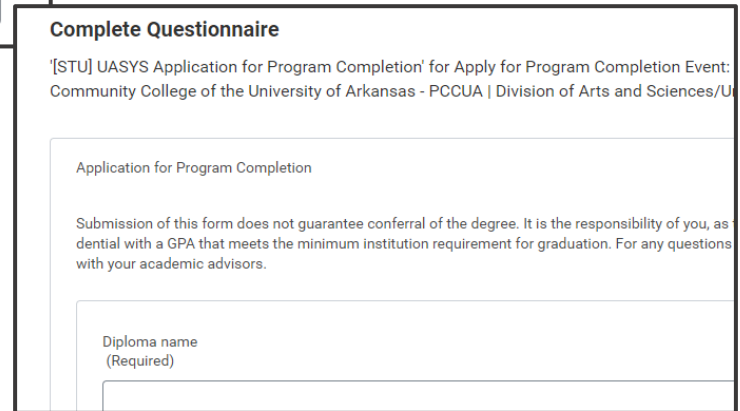 Complete Questionnaire
'[STU] UASYS Application for Program Completion' for Apply for Program Completion Event:
Community College of the University of Arkansas - PCCUA | Division of Arts and Sciences/U
Application for Program Completion
Submission of this form does not guarantee conferral of the degree. It is the responsibility of you, as
dential with a GPA that meets the minimum institution requirement for graduation. For any questions
with your academic advisors.
Diploma name
(Required)